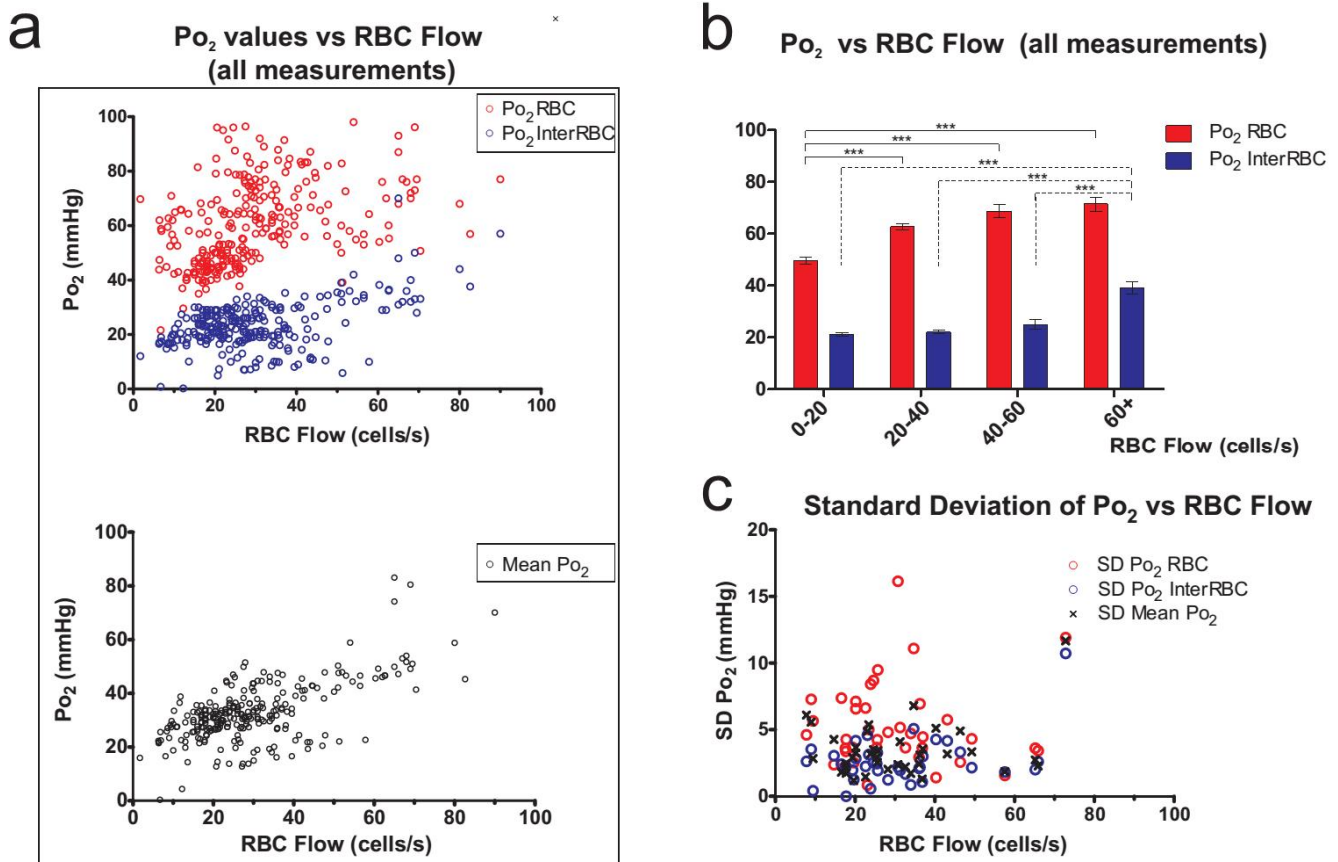 a
×
Po₂ values vs RBC Flow
(all measurements)
Po₂ RBC
Po₂ InterRBC
100
80
60
40
20
0
Po₂ (mmHg)
0 20 40 60 80 100
RBC Flow (cells/s)
Mean Po₂
100
80
60
40
20
0
Po₂ (mmHg)
0 20 40 60 80 100
RBC Flow (cells/s)
b
Po₂ vs RBC Flow (all measurements)
Po₂ RBC
Po₂ InterRBC
***
***
***
***
***
***
100
80
60
40
20
0
0-20 20-40 40-60 60+
RBC Flow (cells/s)
c
Standard Deviation of Po₂ vs RBC Flow
SD Po₂ RBC
SD Po₂ InterRBC
SD Mean Po₂
20
15
10
5
0
SD Po₂ (mmHg)
0 20 40 60 80 100
RBC Flow (cells/s)